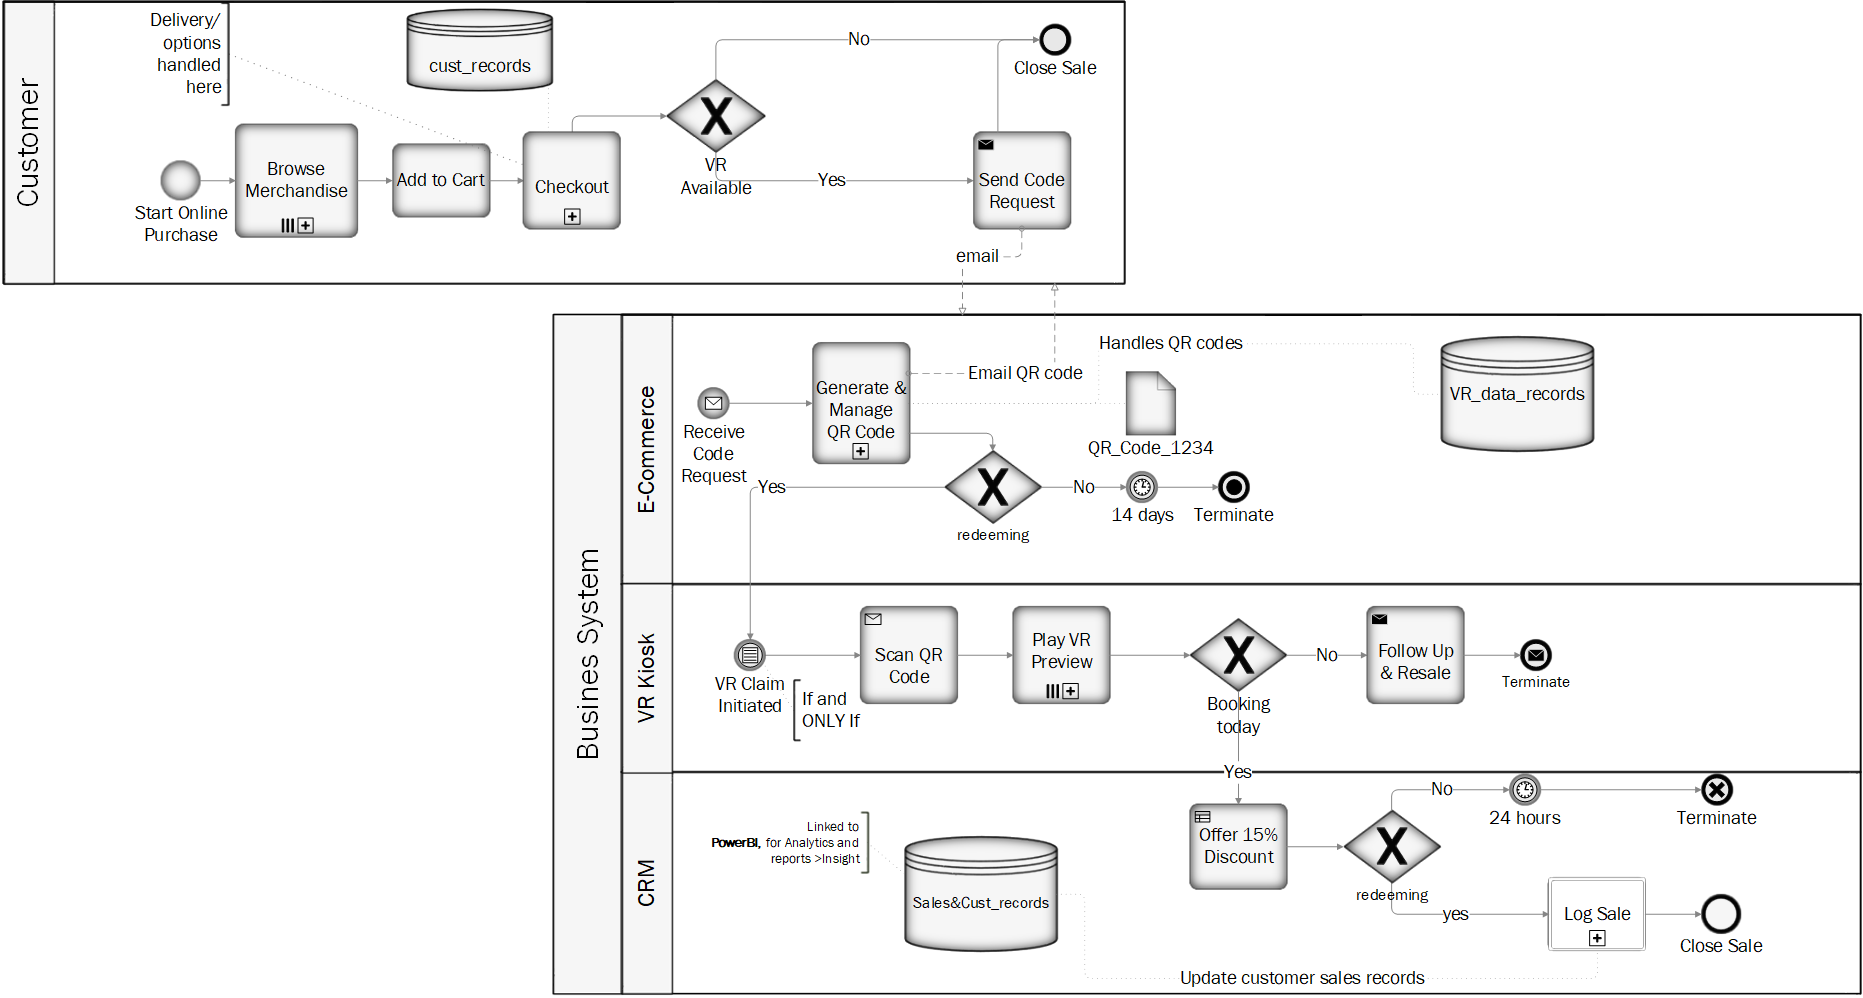 Customer
Delivery/
options
handled
here
cust_records
Start Online
Purchase
Browse
Merchandise
Add to Cart
Checkout
VR
Available
No
Yes
Close Sale
Send Code
Request
email
Business System
E-Commerce
Receive
Code
Request
Generate &
Manage
QR Code
Email QR code
Handles QR codes
QR_Code_1234
VR_data_records
redeeming
Yes
No
14 days
Terminate
VR Kiosk
VR Claim
Initiated
If and
ONLY If
Scan QR
Code
Play VR
Preview
Booking
today
No
Follow Up
& Resale
Terminate
Yes
CRM
Linked to
PowerBI, for Analytics and
reports >Insight
Sales&Cust_records
Offer 15%
Discount
redeeming
No
24 hours
Terminate
yes
Log Sale
Close Sale
Update customer sales records